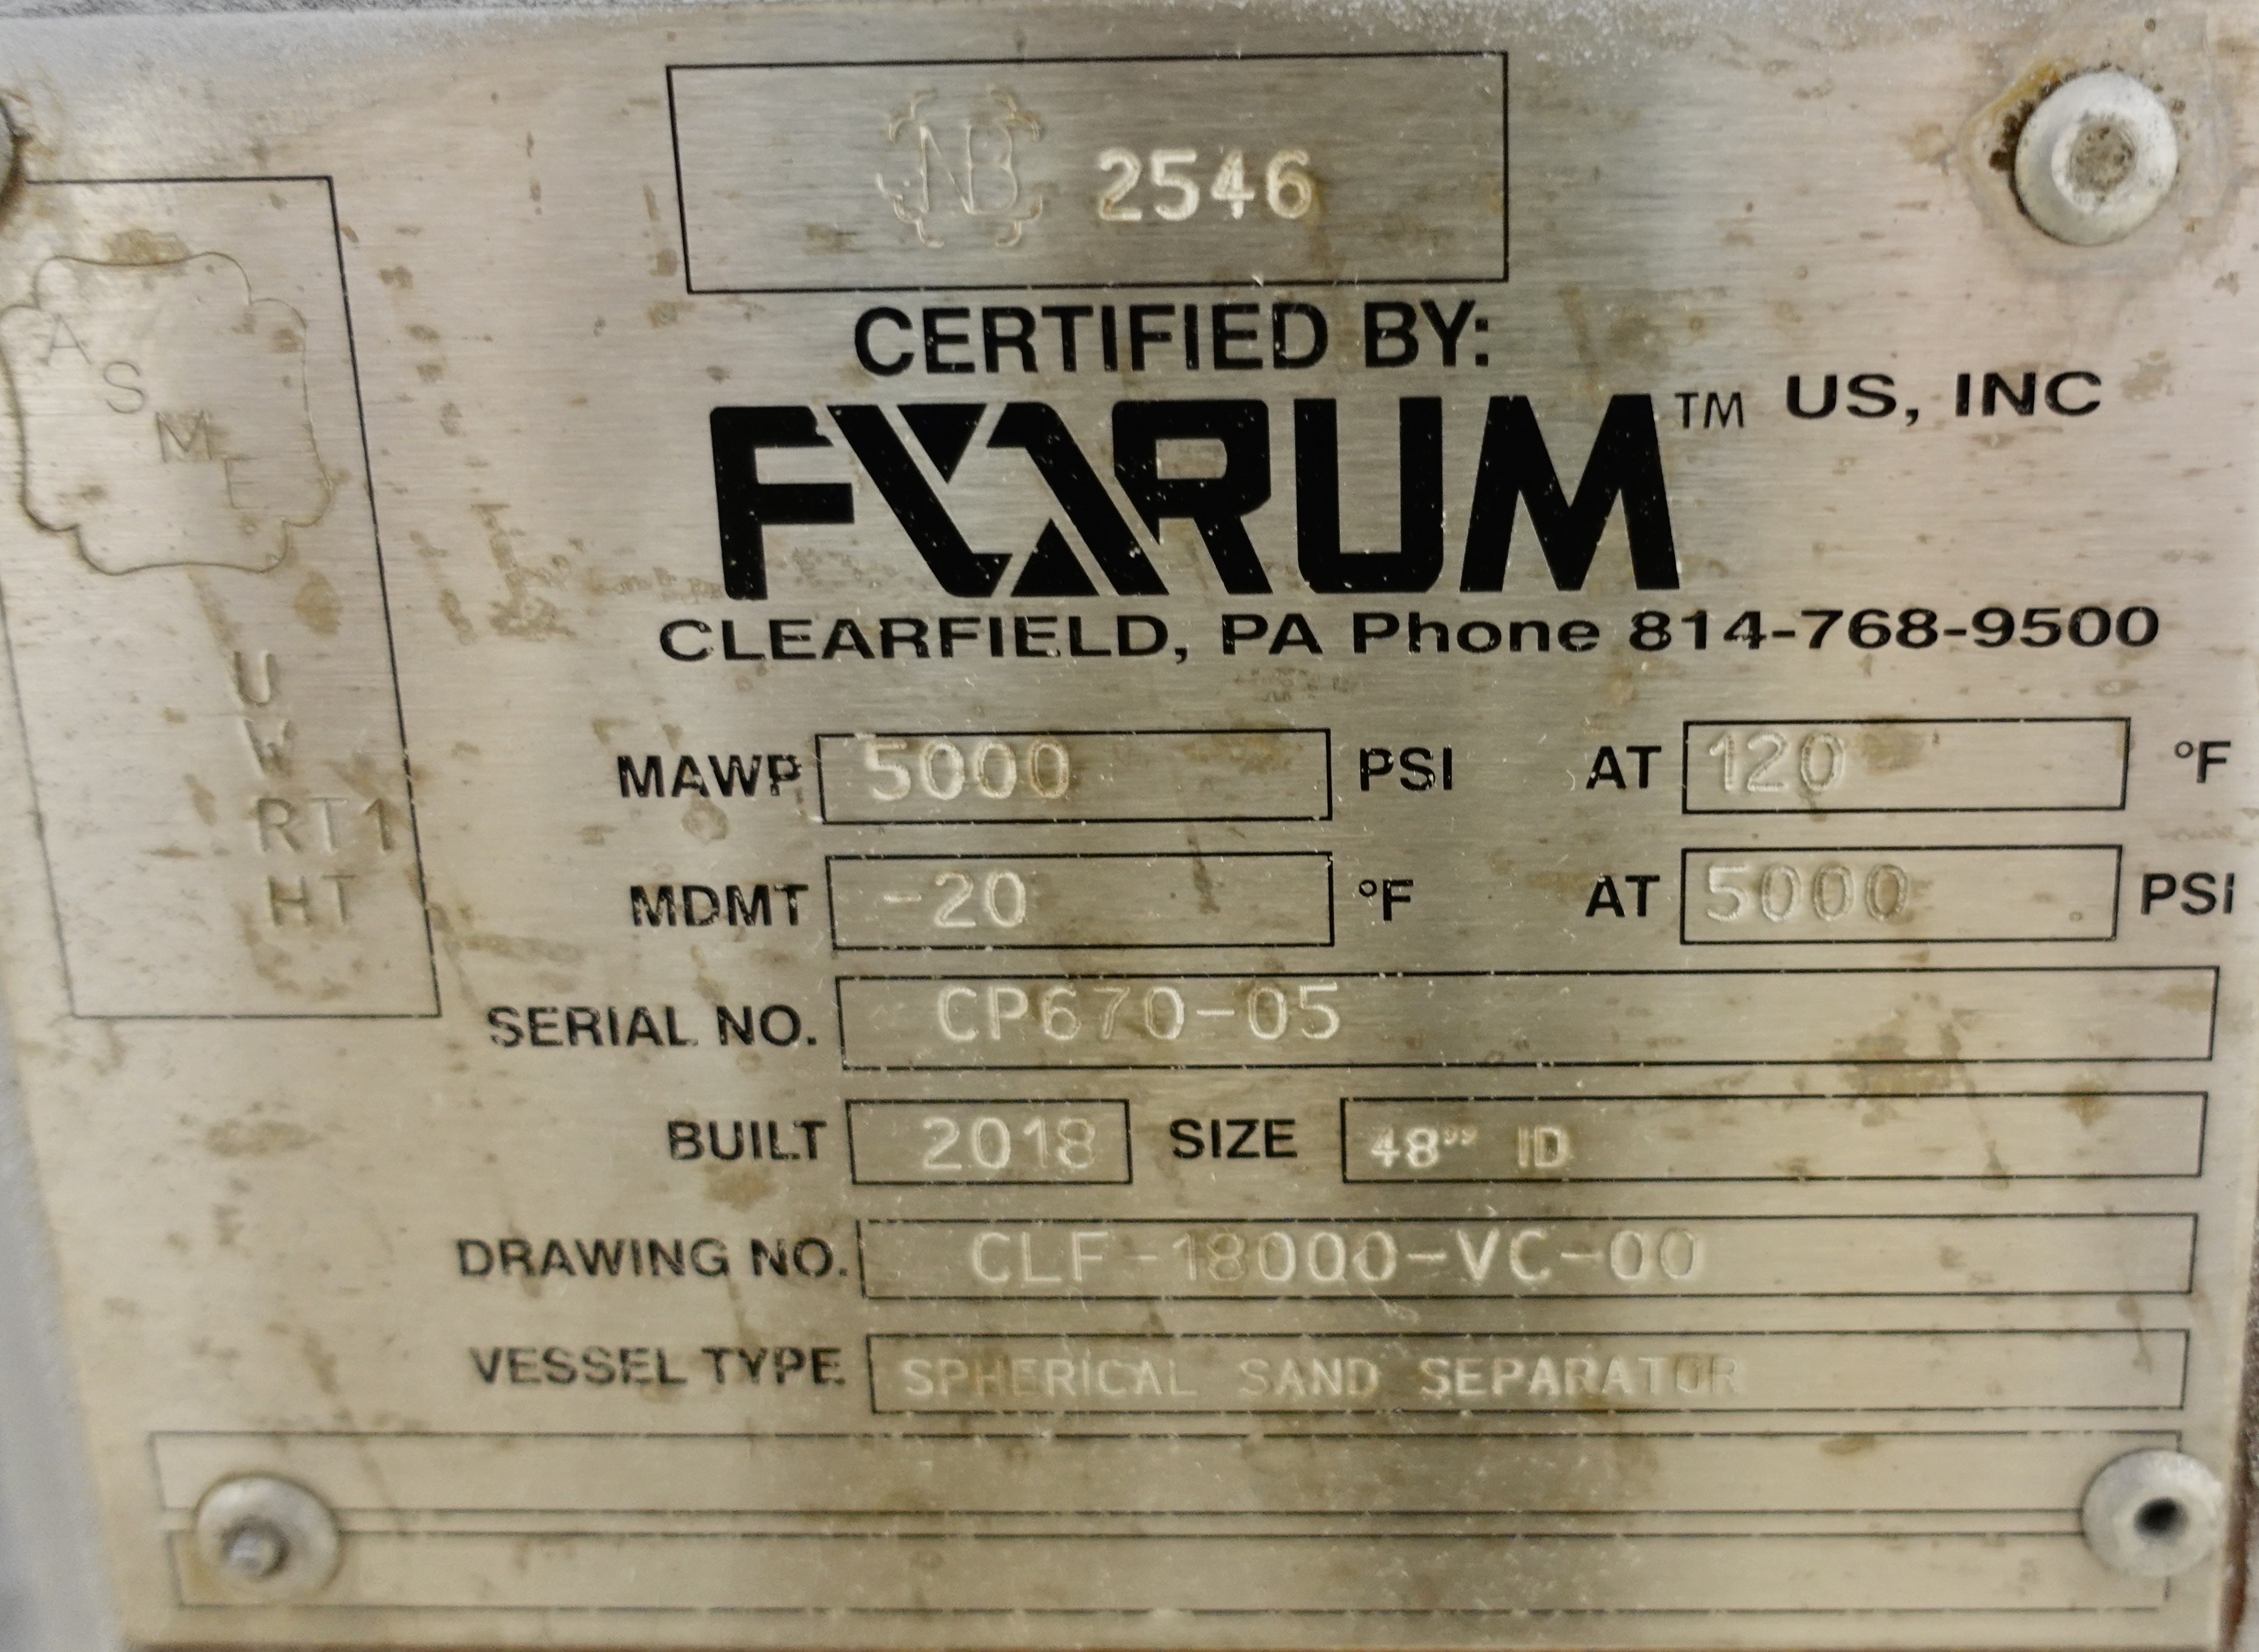 NB 2546
CERTIFIED BY:
FORUM™ US, INC
CLEARFIELD, PA Phone 814-768-9500
ASME
U
W
RT1
HT
MAWP 5000 PSI AT 120 °F
MDMT -20 °F AT 5000 PSI
SERIAL NO. CP670-05
BUILT 2018 SIZE 48" ID
DRAWING NO. CLF-18000-VC-00
VESSEL TYPE SPHERICAL SAND SEPARATOR